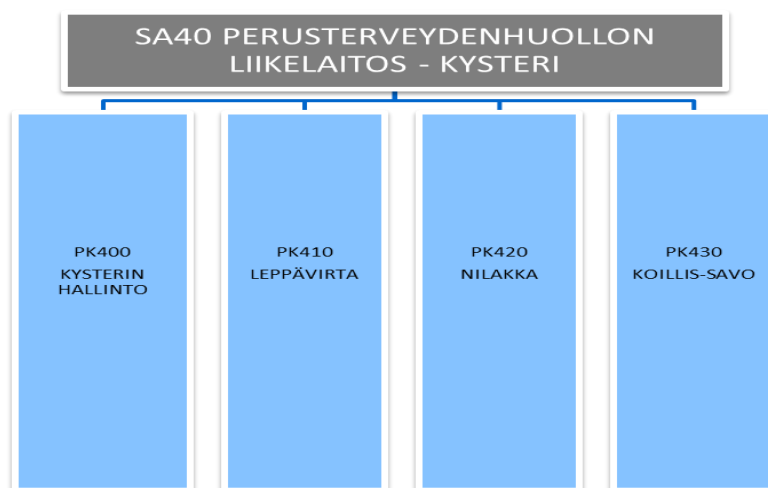 SA40 PERUSTERVEYDENHUOLLON
LIIKELAITOS - KYSTERI
PK400
KYSTERIN
HALLINTO
PK410
LEPPÄVIRTA
PK420
NILAKKA
PK430
KOILLIS-SAVO